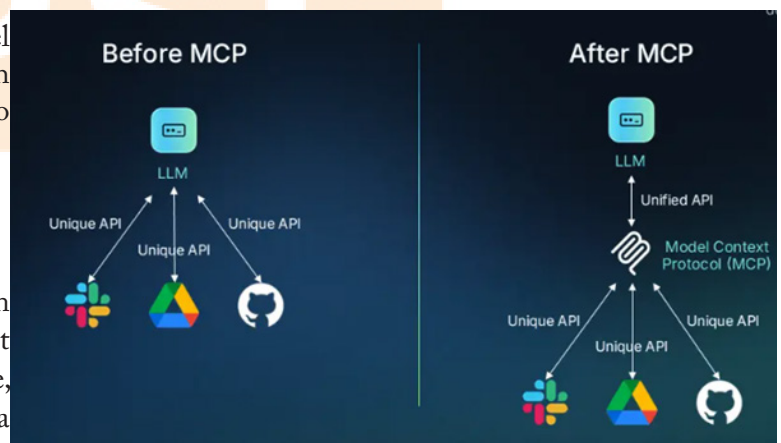 Before MCP
LLM
Unique API
Unique API
Unique API
After MCP
LLM
Unified API
Model Context
Protocol (MCP)
Unique API
Unique API
Unique API